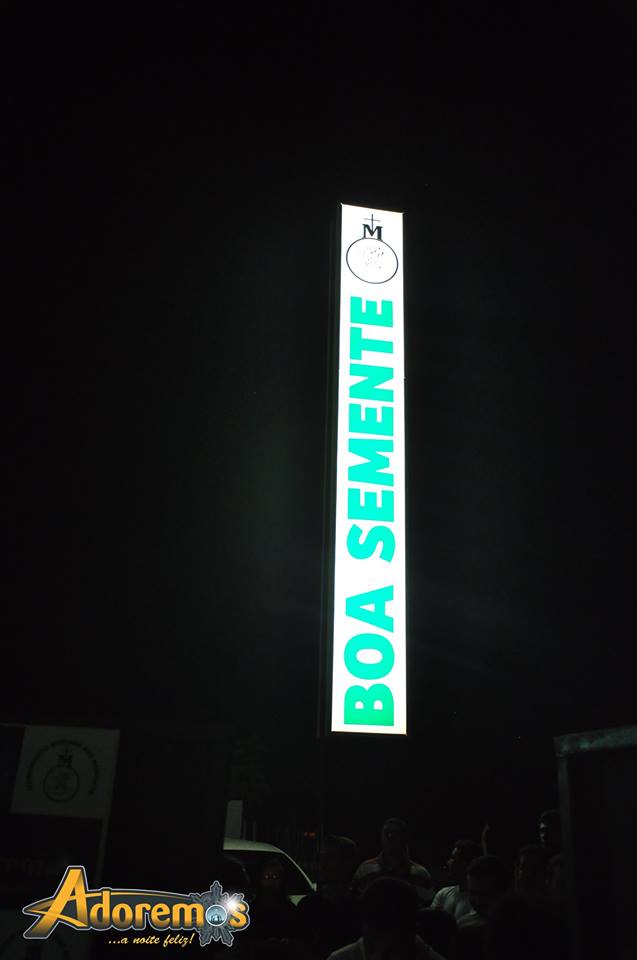 M
BOA SEMENTE
M
Adoremos
...a noite feliz!